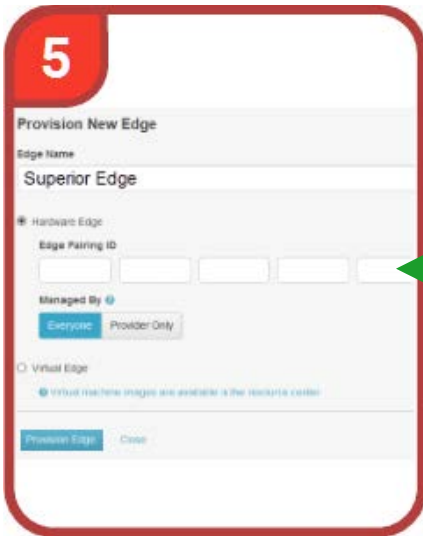 5
Provision New Edge
Edge Name
Superior Edge
Hardware Edge
Edge Pairing ID
Managed By
Everyone Provider Only
Virtual Edge
Virtual machine images are available in the resource center
Provision Edge Close